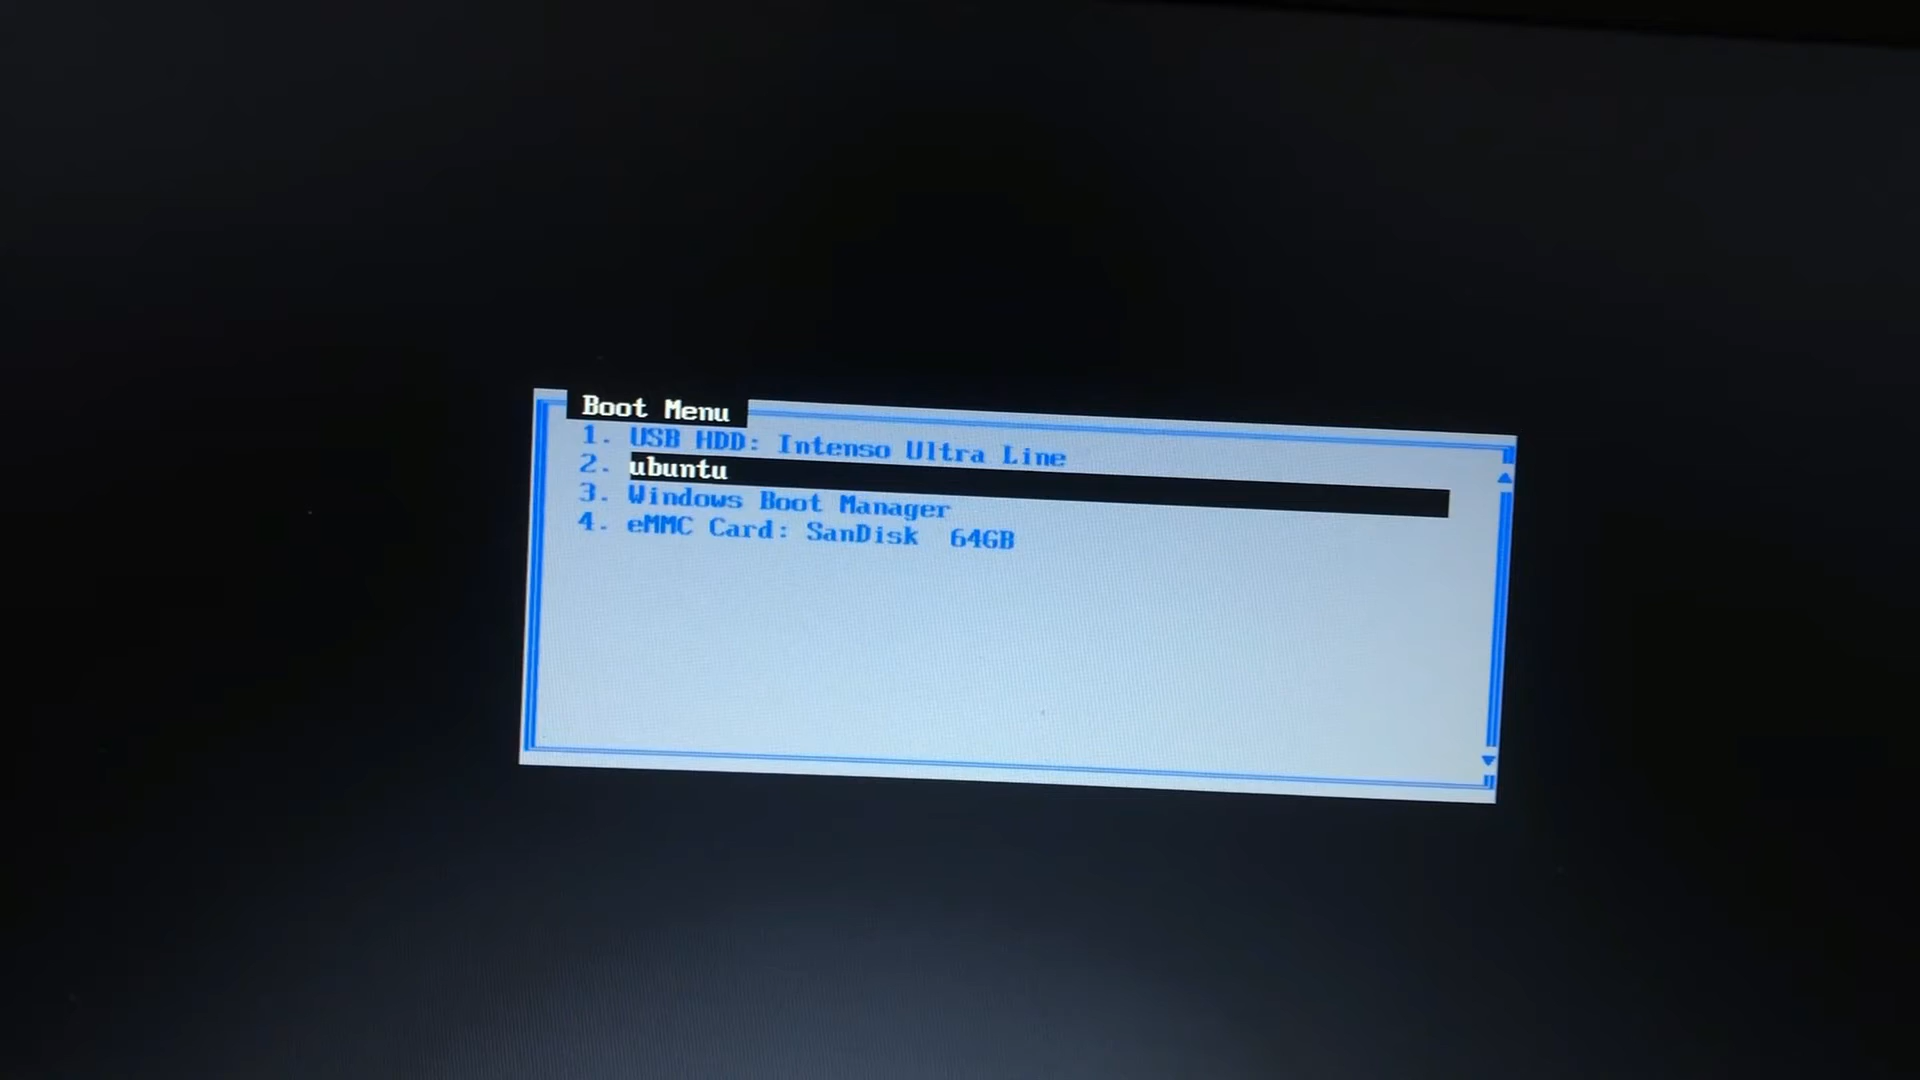 Boot Menu
1. USB HDD: Intenso Ultra Line
2. ubuntu
3. Windows Boot Manager
4. eMMC Card: SanDisk  64GB